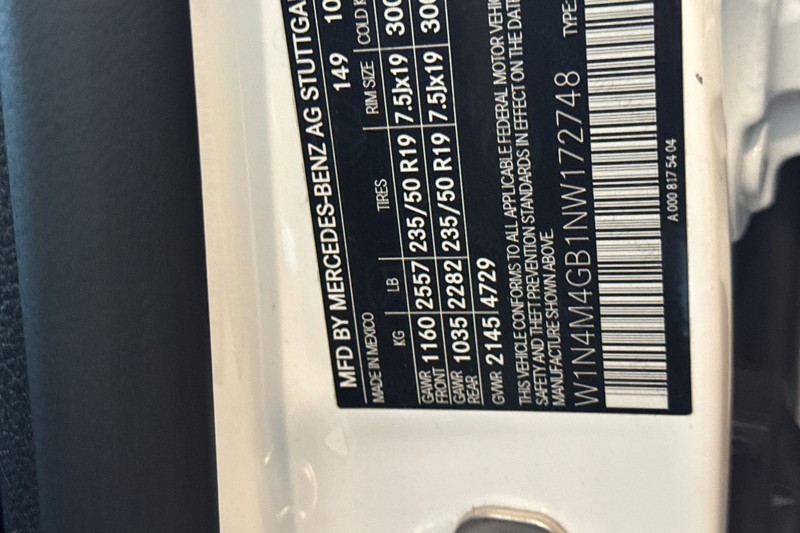 MFD BY MERCEDES-BENZ AG STUTTGA
149 10
MADE IN MEXICO
KG LB TIRES RIM SIZE COLD
GAWR FRONT 1160 2557 235/50 R19 7.5Jx19 300
GAWR REAR 1035 2282 235/50 R19 7.5Jx19 300
GVWR 2145 4729
THIS VEHICLE CONFORMS TO ALL APPLICABLE FEDERAL MOTOR VEHIC
SAFETY AND THEFT PREVENTION STANDARDS IN EFFECT ON THE DAT
MANUFACTURE SHOWN ABOVE
W1N4M4GB1NW172748 TYPE
A 000 817 54 04